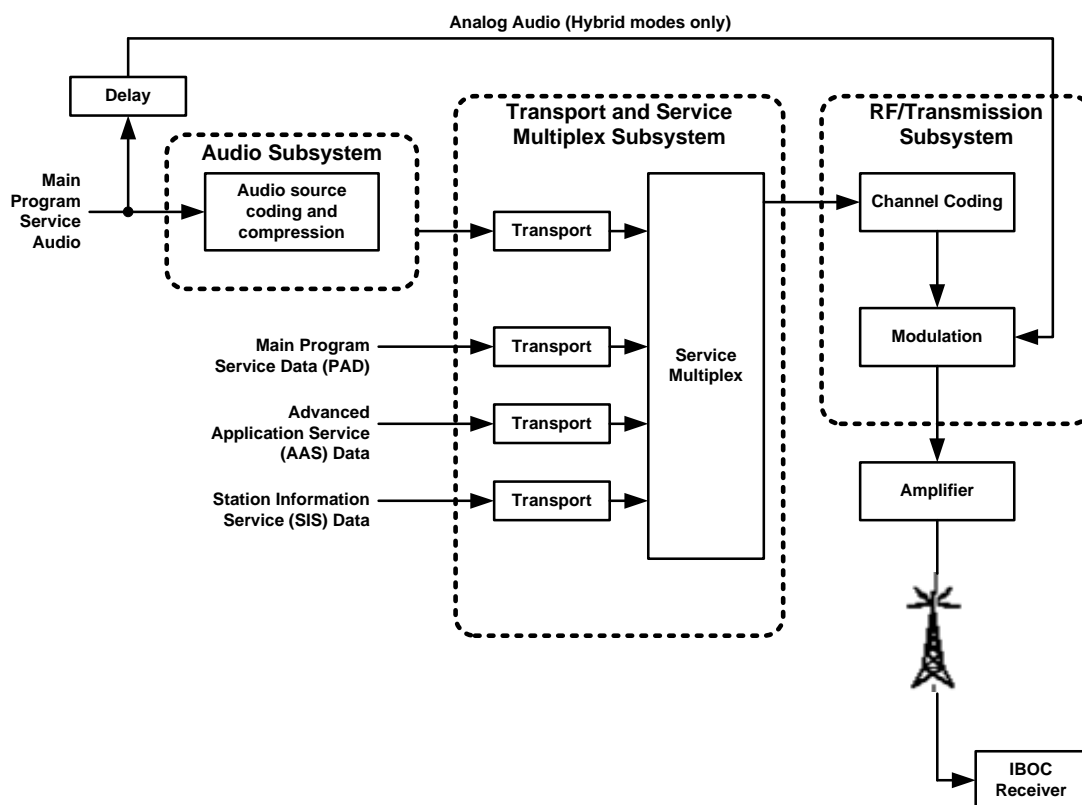 Analog Audio (Hybrid modes only)
Delay
Transport and Service
Multiplex Subsystem
RF/Transmission
Subsystem
Audio Subsystem
Main
Program
Service
Audio
Audio source
coding and
compression
Transport
Channel Coding
Main Program
Service Data (PAD)
Transport
Service
Multiplex
Modulation
Advanced
Application Service
(AAS) Data
Transport
Station Information
Service (SIS) Data
Transport
Amplifier
IBOC
Receiver